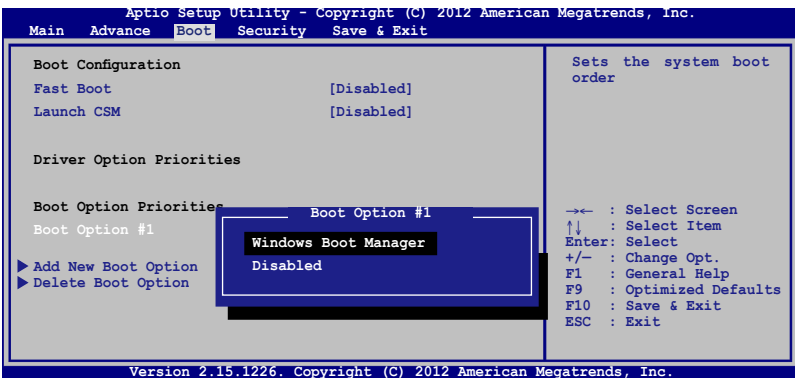 Aptio Setup Utility - Copyright (C) 2012 American Megatrends, Inc.
Main Advance Boot Security Save & Exit
Boot Configuration
Fast Boot [Disabled]
Launch CSM [Disabled]
Driver Option Priorities
Boot Option Priorities
Boot Option #1
Add New Boot Option
Delete Boot Option
Boot Option #1
Windows Boot Manager
Disabled
Sets the system boot
order
→← : Select Screen
↑↓ : Select Item
Enter: Select
+/— : Change Opt.
F1 : General Help
F9 : Optimized Defaults
F10 : Save & Exit
ESC : Exit
Version 2.15.1226. Copyright (C) 2012 American Megatrends, Inc.